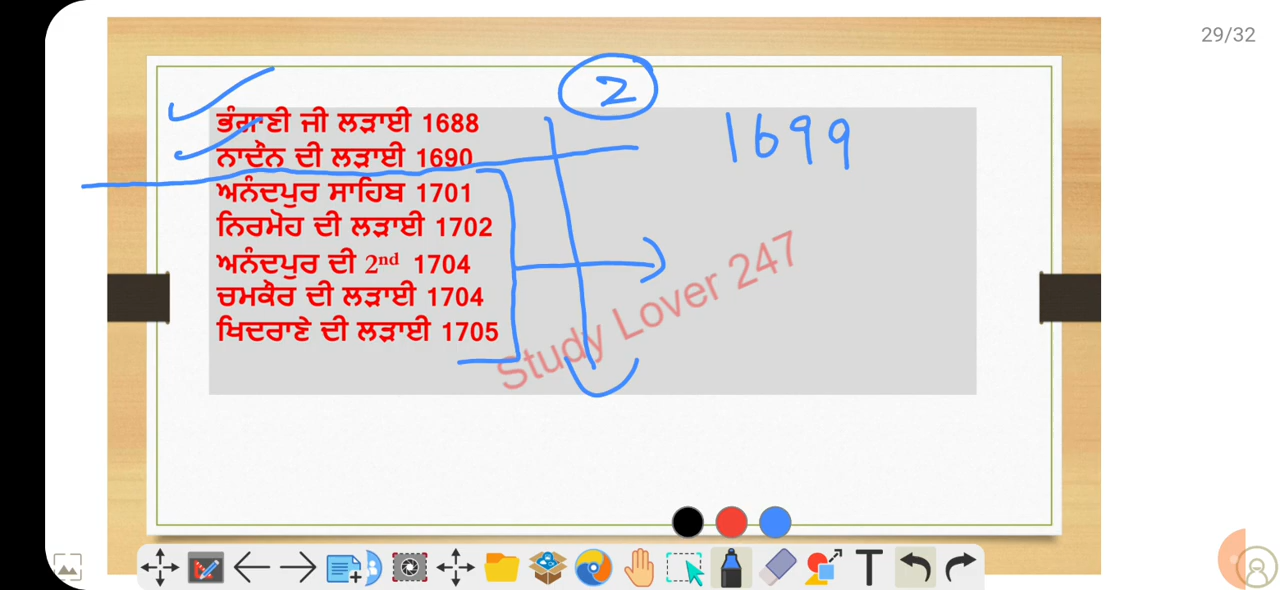 29/32
2
1699
ਭੰਗਾਣੀ ਜੀ ਲੜਾਈ 1688
ਨਾਦੌਨ ਦੀ ਲੜਾਈ 1690
ਅਨੰਦਪੁਰ ਸਾਹਿਬ 1701
ਨਿਰਮੋਹ ਦੀ ਲੜਾਈ 1702
ਅਨੰਦਪੁਰ ਦੀ 2nd 1704
ਚਮਕੌਰ ਦੀ ਲੜਾਈ 1704
ਖਿਦਰਾਣੇ ਦੀ ਲੜਾਈ 1705
Study Lover 247
T